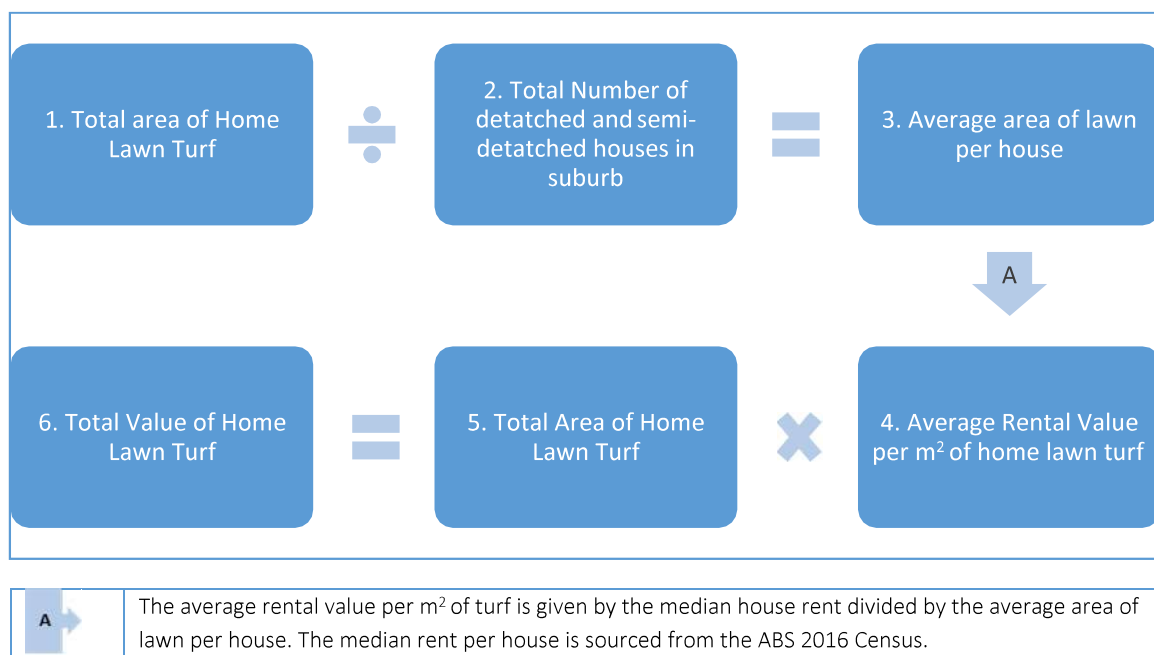 1. Total area of Home
Lawn Turf
2. Total Number of
detatched and semi-
detatched houses in
suburb
3. Average area of lawn
per house
A
4. Average Rental Value
per m² of home lawn turf
5. Total Area of Home
Lawn Turf
6. Total Value of Home
Lawn Turf
A
The average rental value per m² of turf is given by the median house rent divided by the average area of
lawn per house. The median rent per house is sourced from the ABS 2016 Census.